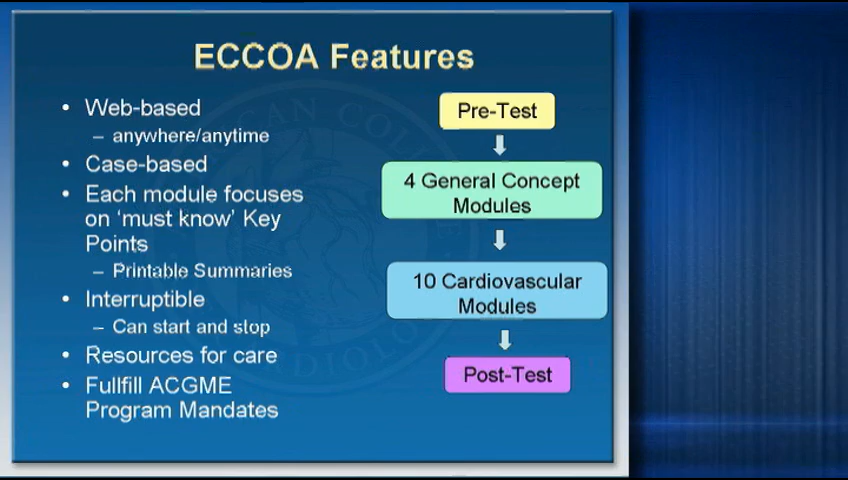 ECCOA Features
• Web-based
– anywhere/anytime
• Case-based
• Each module focuses
on ‘must know’ Key
Points
– Printable Summaries
• Interruptible
– Can start and stop
• Resources for care
• Fullfill ACGME
Program Mandates
Pre-Test
4 General Concept
Modules
10 Cardiovascular
Modules
Post-Test